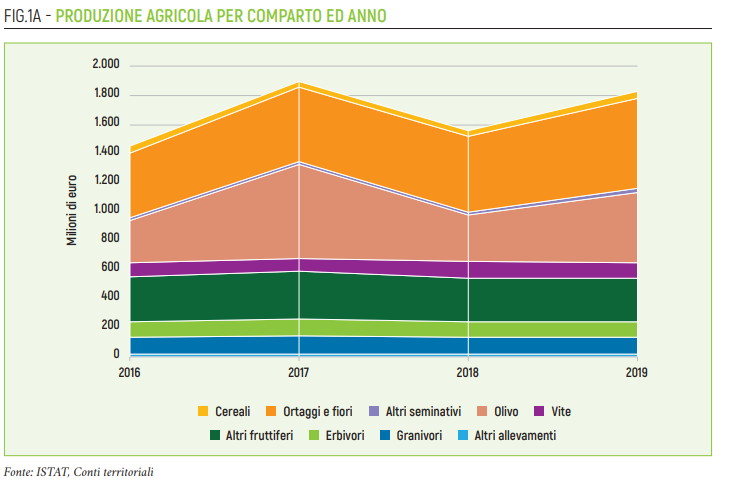 FIG.1A - PRODUZIONE AGRICOLA PER COMPARTO ED ANNO
Milioni di euro
2.000
1.800
1.600
1.400
1.200
1.000
800
600
400
200
0
2016 2017 2018 2019
Cereali Ortaggi e fiori Altri seminativi Olivo Vite
Altri fruttiferi Erbivori Granivori Altri allevamenti
Fonte: ISTAT, Conti territoriali